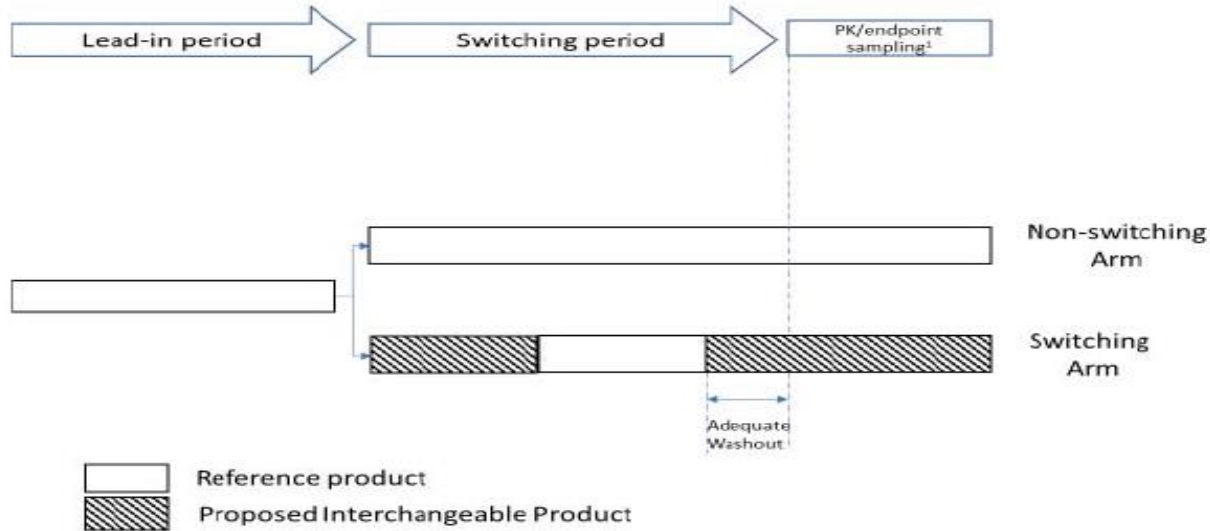 Lead-in period
Switching period
PK/endpoint
sampling¹
Non-switching
Arm
Switching
Arm
Adequate
Washout
Reference product
Proposed Interchangeable Product